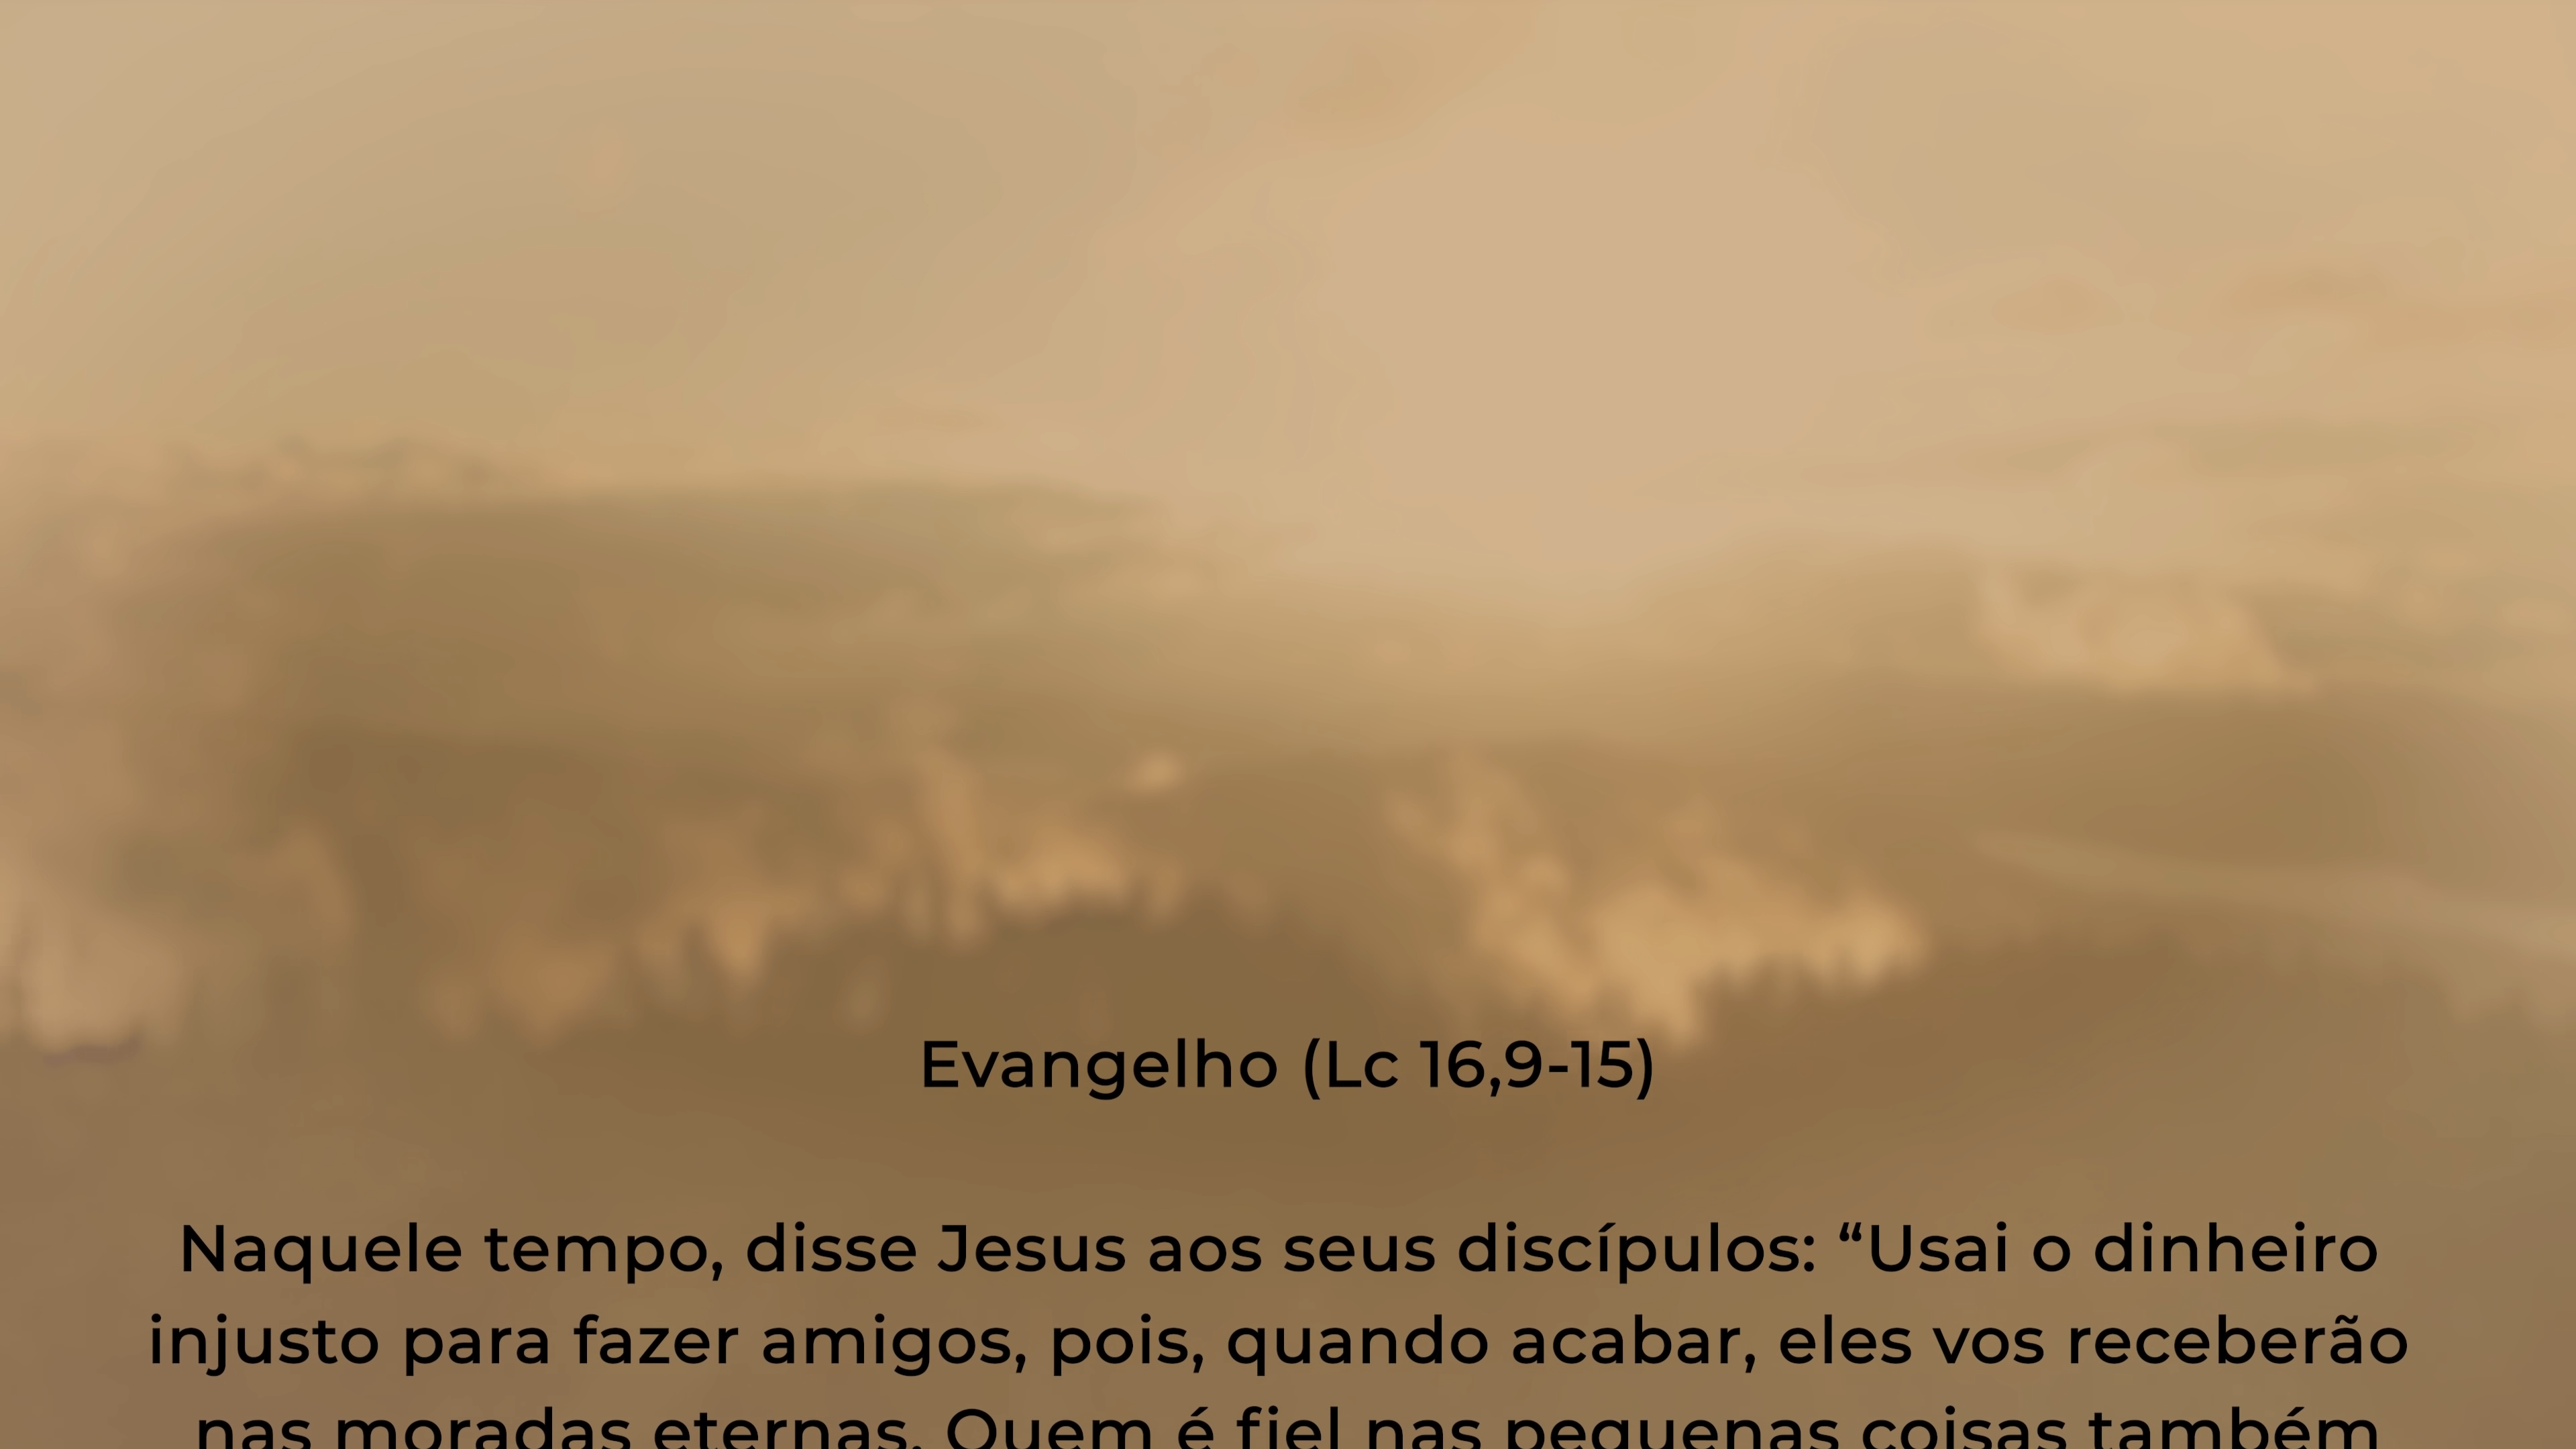 Evangelho (Lc 16,9-15)
Naquele tempo, disse Jesus aos seus discípulos: “Usai o dinheiro
injusto para fazer amigos, pois, quando acabar, eles vos receberão
nas moradas eternas. Quem é fiel nas pequenas coisas também